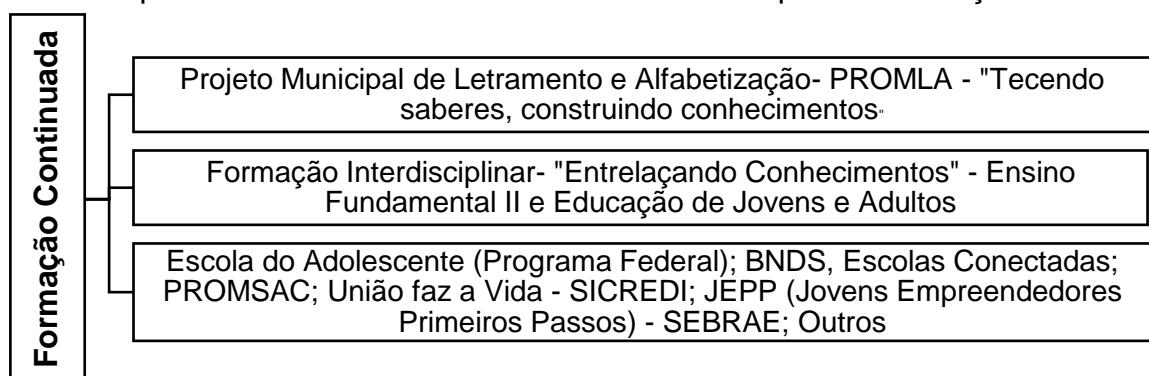 Formação Continuada
Projeto Municipal de Letramento e Alfabetização- PROMLA - "Tecendo
saberes, construindo conhecimentos"
Formação Interdisciplinar- "Entrelaçando Conhecimentos" - Ensino
Fundamental II e Educação de Jovens e Adultos
Escola do Adolescente (Programa Federal); BNDS, Escolas Conectadas;
PROMSAC; União faz a Vida - SICREDI; JEPP (Jovens Empreendedores
Primeiros Passos) - SEBRAE; Outros